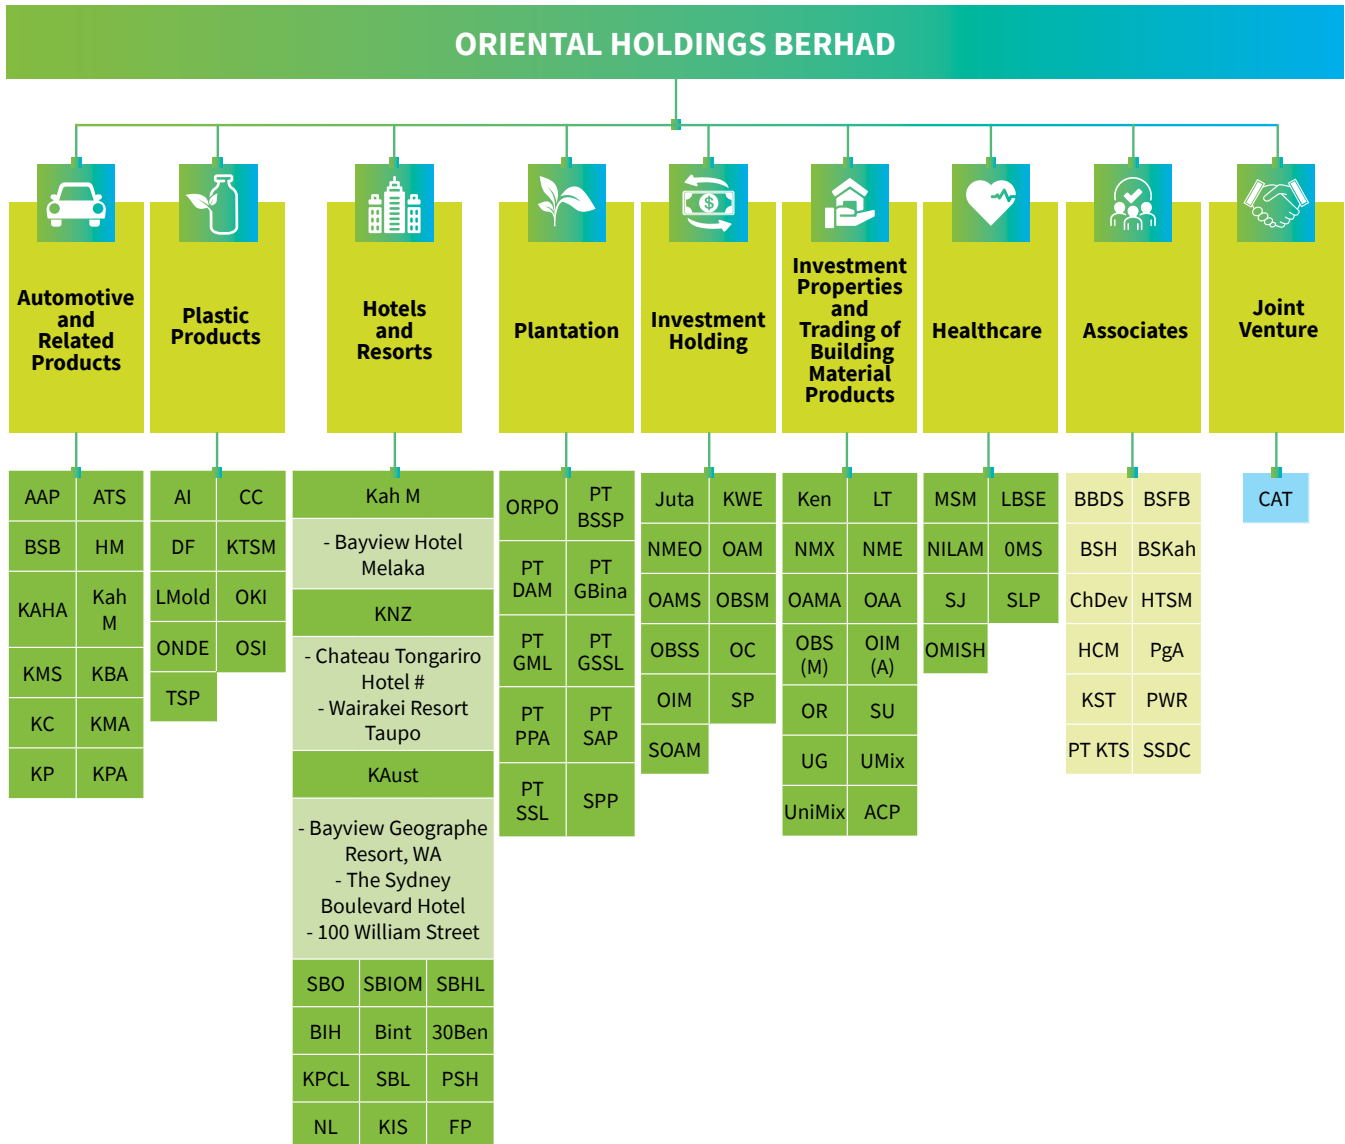 ORIENTAL HOLDINGS BERHAD
Automotive
and
Related
Products
Plastic
Products
Hotels
and
Resorts
Plantation
Investment
Holding
Investment
Properties
and
Trading of
Building
Material
Products
Healthcare
Associates
Joint
Venture
AAP ATS
BSB HM
KAHA Kah
M
KMS KBA
KC KMA
KP KPA
AI CC
DF KTSM
LMold OKI
ONDE OSI
TSP
Kah M
- Bayview Hotel
Melaka
KNZ
- Chateau Tongariro
Hotel #
- Wairakei Resort
Taupo
KAust
- Bayview Geographe
Resort, WA
- The Sydney
Boulevard Hotel
- 100 William Street
SBO SBIOM SBHL
BIH Bint 30Ben
KPCL SBL PSH
NL KIS FP
ORPO PT
BSSP
PT
DAM
PT
GBina
PT
GML
PT
GSSL
PT
PPA
PT
SAP
PT
SSL
SPP
Juta KWE
NMEO OAM
OAMS OBSM
OBSS OC
OIM SP
SOAM
Ken LT
NMX NME
OAMA OAA
OBS
(M)
OIM
(A)
OR SU
UG UMix
UniMix ACP
MSM LBSE
NILAM 0MS
SJ SLP
OMISH
BBDS BSFB
BSH BSKah
ChDev HTSM
HCM PgA
KST PWR
PT KTS SSDC
CAT